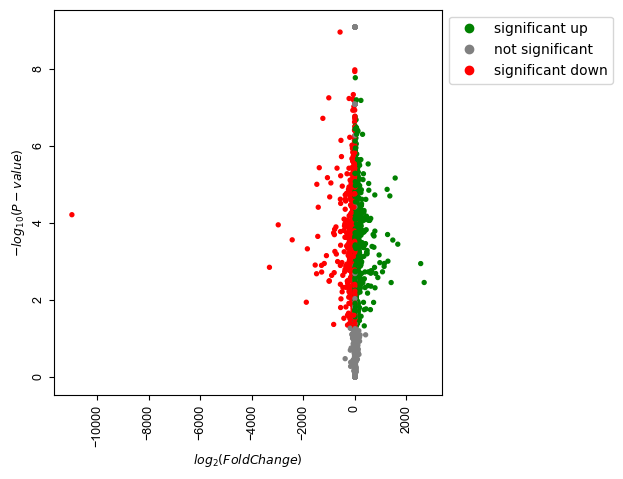 significant up
not significant
significant down
8
6
4
2
0
−10000
−8000
−6000
−4000
−2000
0
2000
−log₁₀(P − value)
log₂(FoldChange)